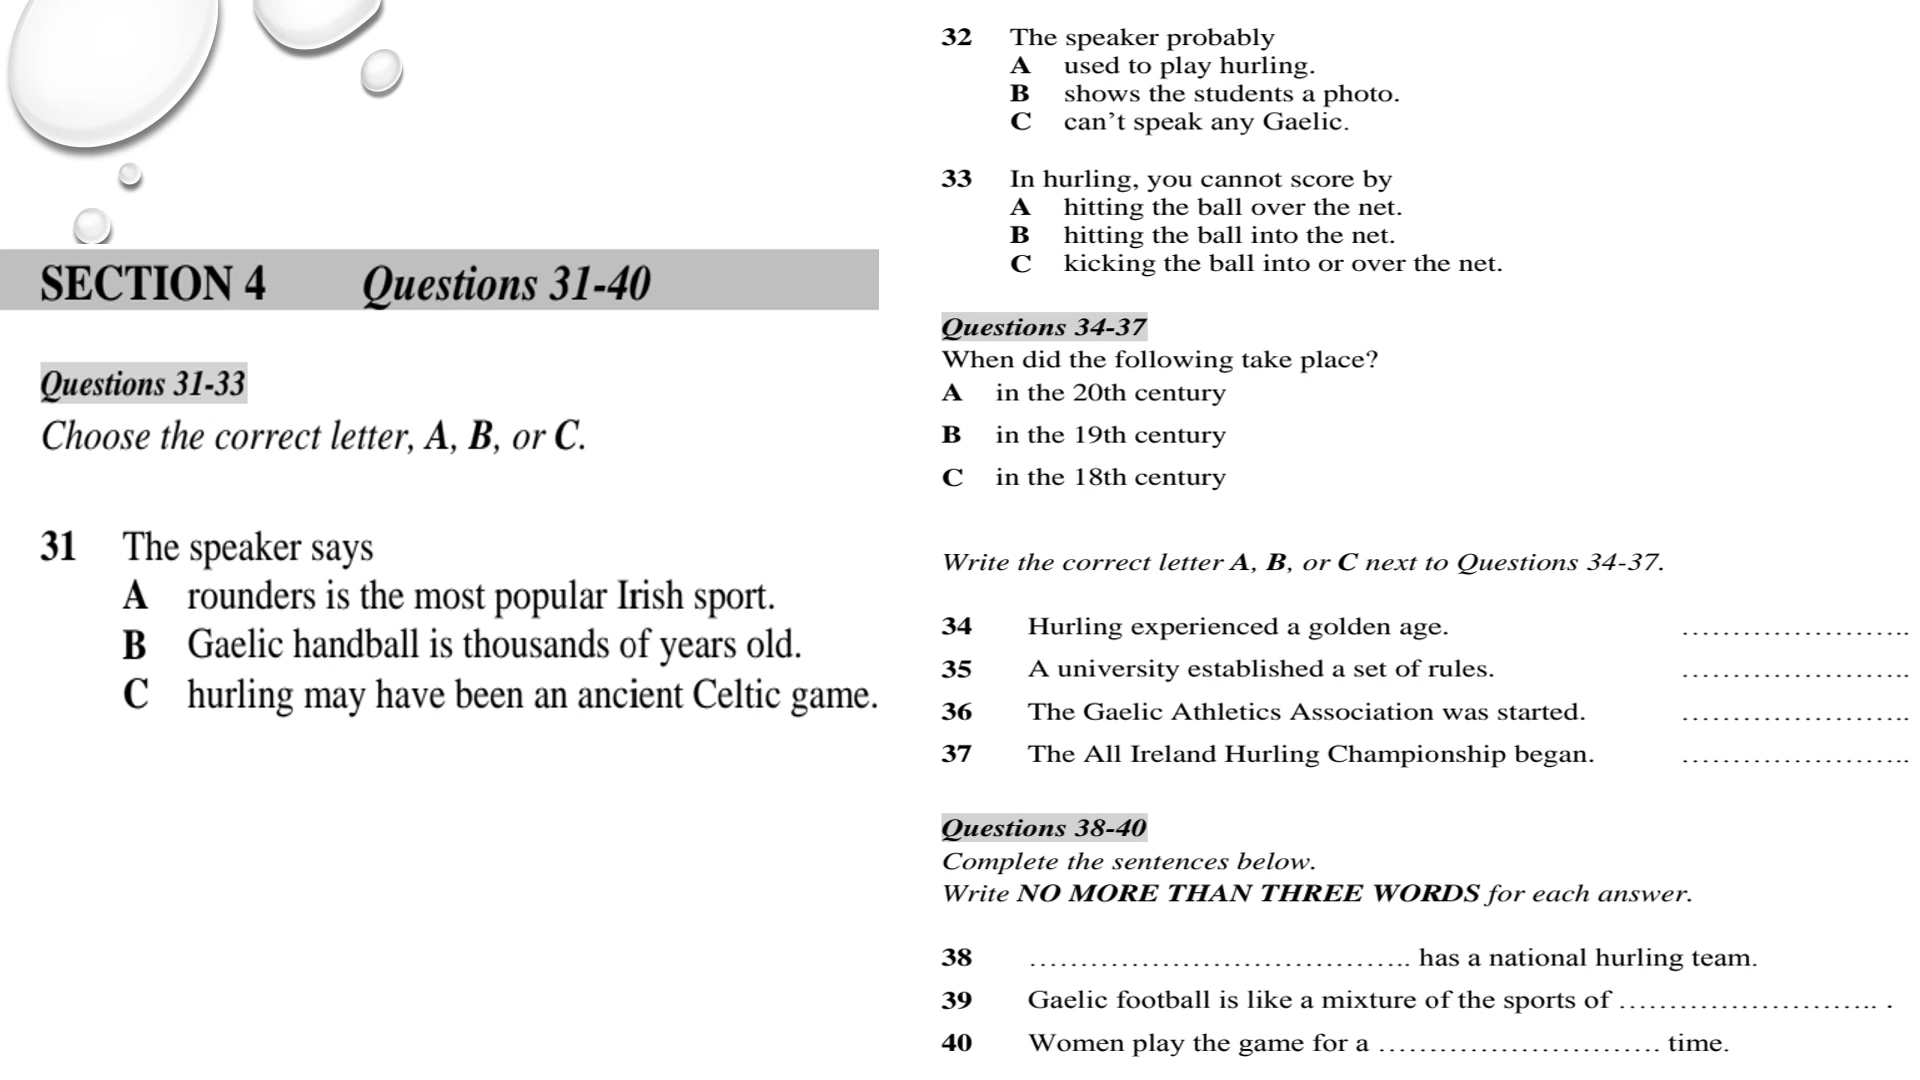 SECTION 4 Questions 31-40
Questions 31-33
Choose the correct letter, A, B, or C.
31 The speaker says
A rounders is the most popular Irish sport.
B Gaelic handball is thousands of years old.
C hurling may have been an ancient Celtic game.
32 The speaker probably
A used to play hurling.
B shows the students a photo.
C can’t speak any Gaelic.
33 In hurling, you cannot score by
A hitting the ball over the net.
B hitting the ball into the net.
C kicking the ball into or over the net.
Questions 34-37
When did the following take place?
A in the 20th century
B in the 19th century
C in the 18th century
Write the correct letter A, B, or C next to Questions 34-37.
34 Hurling experienced a golden age. ........................
35 A university established a set of rules. ........................
36 The Gaelic Athletics Association was started. ........................
37 The All Ireland Hurling Championship began. ........................
Questions 38-40
Complete the sentences below.
Write NO MORE THAN THREE WORDS for each answer.
38 ........................................ has a national hurling team.
39 Gaelic football is like a mixture of the sports of ........................... .
40 Women play the game for a ............................. time.